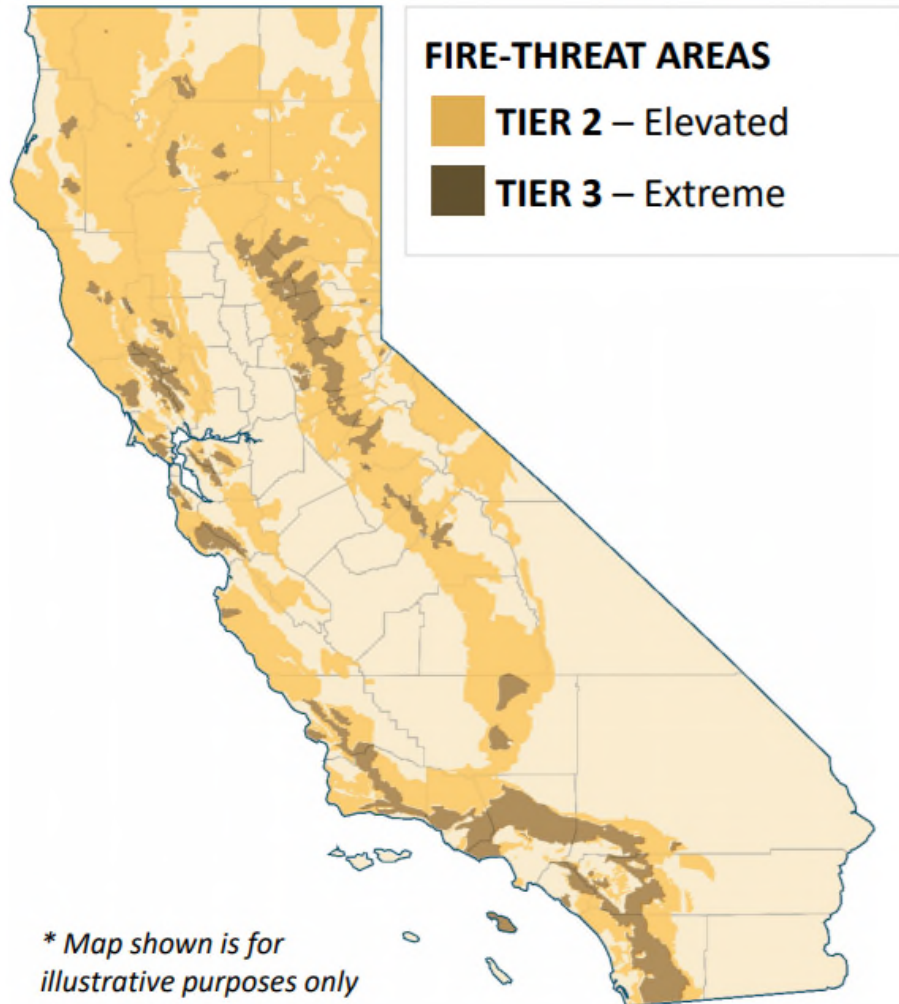 FIRE-THREAT AREAS
TIER 2 – Elevated
TIER 3 – Extreme
* Map shown is for
illustrative purposes only